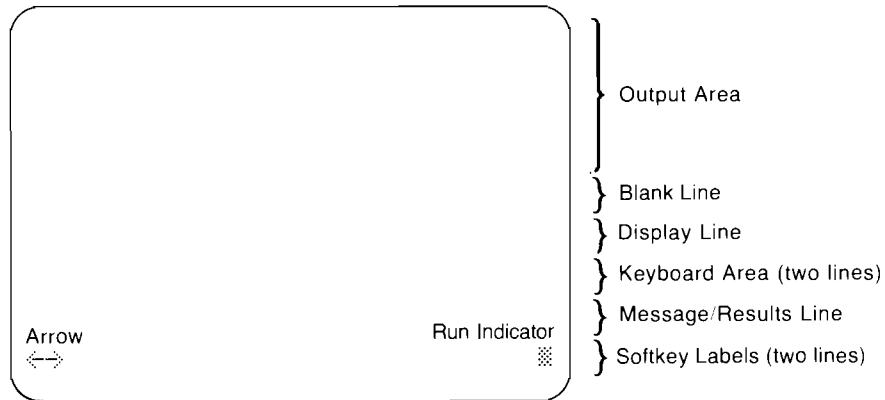 Output Area
Blank Line
Display Line
Keyboard Area (two lines)
Message/Results Line
Arrow
Run Indicator
Softkey Labels (two lines)